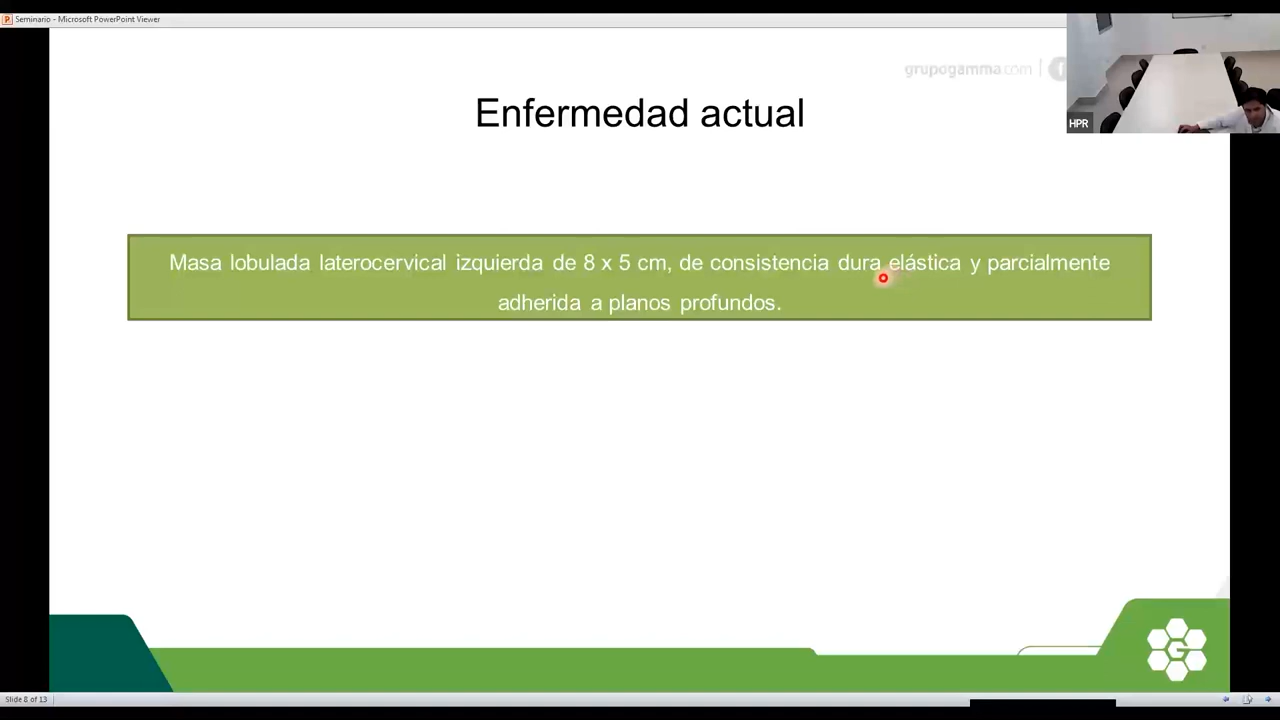 Seminario - Microsoft PowerPoint Viewer
grupogamma.com
f
Enfermedad actual
HPR
Masa lobulada laterocervical izquierda de 8 x 5 cm, de consistencia dura elástica y parcialmente
adherida a planos profundos.
G
Slide 8 of 13